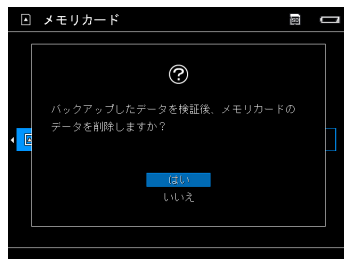 メモリカード
バックアップしたデータを検証後、メモリカードの
データを削除しますか？
はい
いいえ